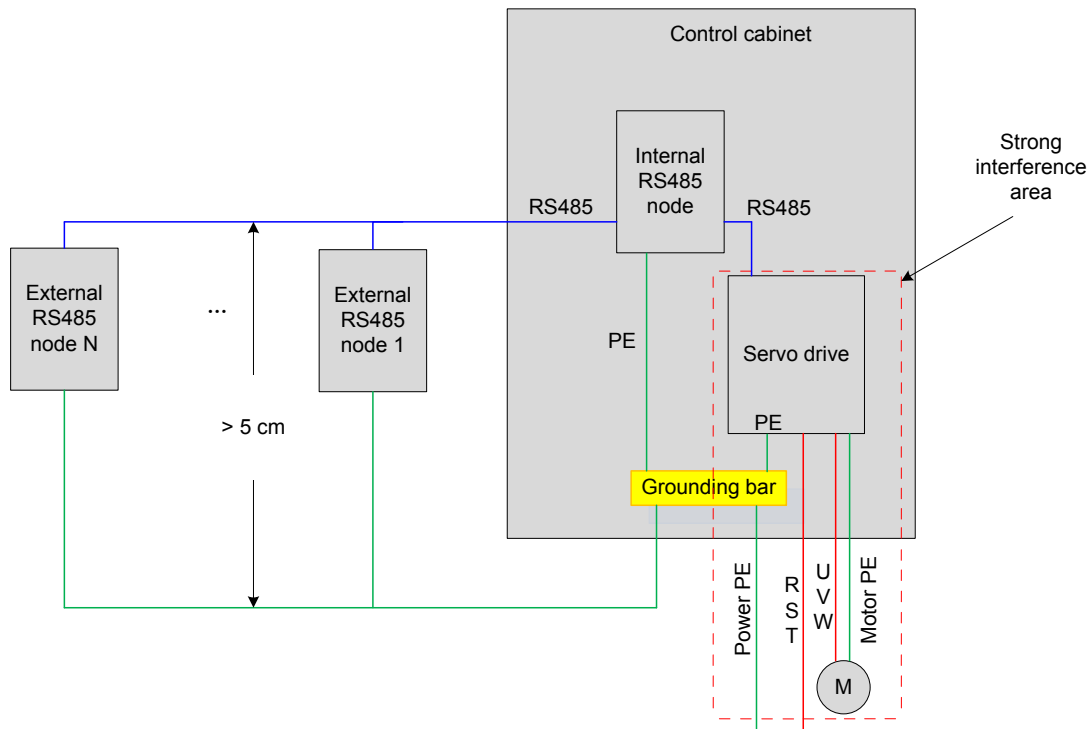 Control cabinet
Strong
interference
area
Internal
RS485
node
RS485
RS485
External
RS485
node N
...
External
RS485
node 1
> 5 cm
PE
Servo drive
PE
Grounding bar
Power PE
R
S
T
U
V
W
Motor PE
M